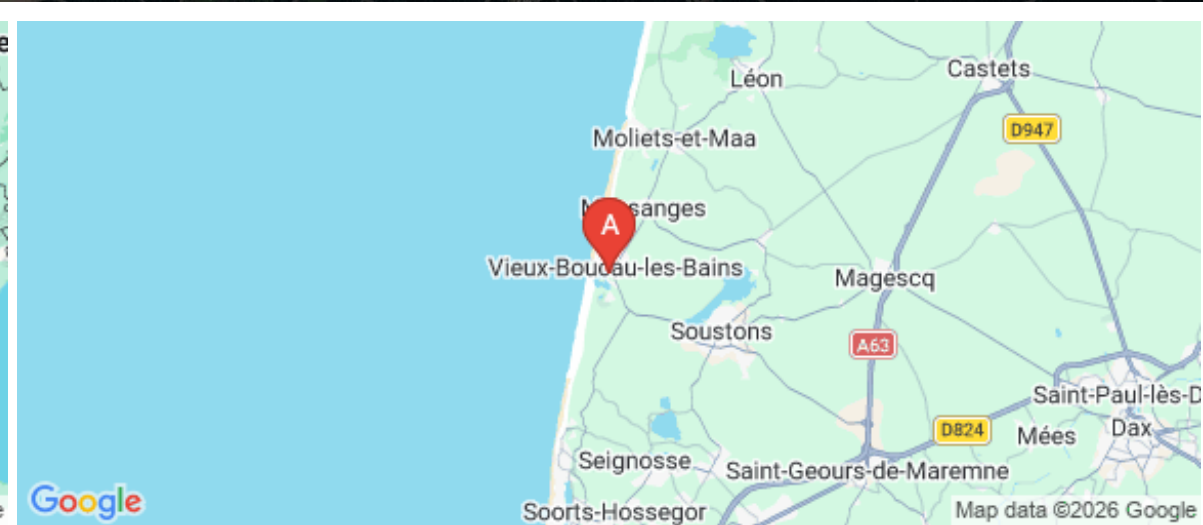 Léon
Castets
D947
Moliets-et-Maa
A
Vieux-Boucau-les-Bains
Magescq
Soustons
A63
Saint-Paul-lès-D
D824
Mées
Dax
Seignosse
Saint-Geours-de-Maremne
Soorts-Hossegor
Google
Map data ©2026 Google